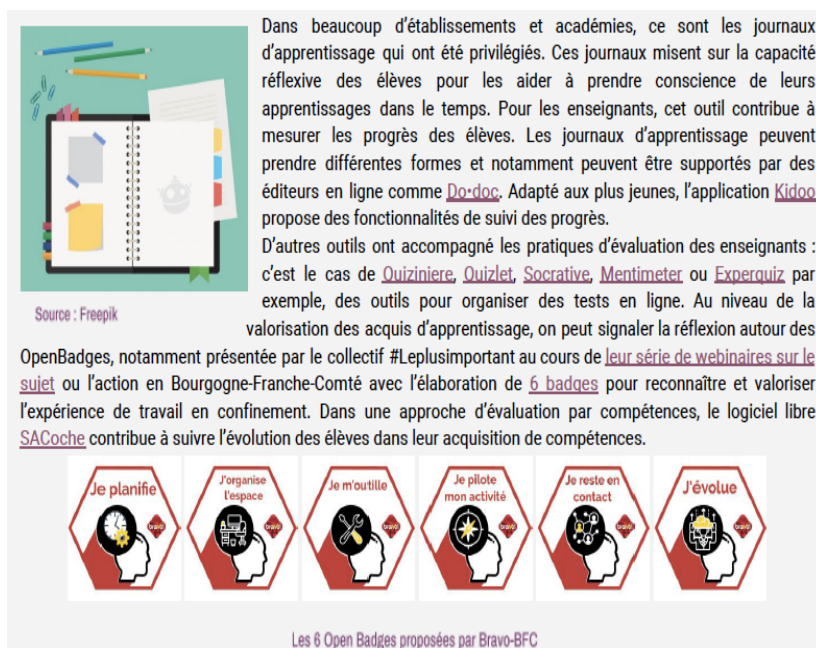 Dans beaucoup d'établissements et académies, ce sont les journaux
d'apprentissage qui ont été privilégiés. Ces journaux misent sur la capacité
réflexive des élèves pour les aider à prendre conscience de leurs
apprentissages dans le temps. Pour les enseignants, cet outil contribue à
mesurer les progrès des élèves. Les journaux d'apprentissage peuvent
prendre différentes formes et notamment peuvent être supportés par des
éditeurs en ligne comme Do•doc. Adapté aux plus jeunes, l'application Kidoo
propose des fonctionnalités de suivi des progrès.
D'autres outils ont accompagné les pratiques d'évaluation des enseignants :
c'est le cas de Quiziniere, Quizlet, Socrative, Mentimeter ou Experquiz par
exemple, des outils pour organiser des tests en ligne. Au niveau de la
Source : Freepik
valorisation des acquis d'apprentissage, on peut signaler la réflexion autour des
OpenBadges, notamment présentée par le collectif #Leplusimportant au cours de leur série de webinaires sur le
sujet ou l'action en Bourgogne-Franche-Comté avec l'élaboration de 6 badges pour reconnaître et valoriser
l'expérience de travail en confinement. Dans une approche d'évaluation par compétences, le logiciel libre
SACoche contribue à suivre l'évolution des élèves dans leur acquisition de compétences.
Je planifie
bravo!
J'organise
l'espace
bravo!
Je m'outille
bravo!
Je pilote
mon activité
bravo!
Je reste en
contact
bravo!
J'évolue
bravo!
Les 6 Open Badges proposées par Bravo-BFC